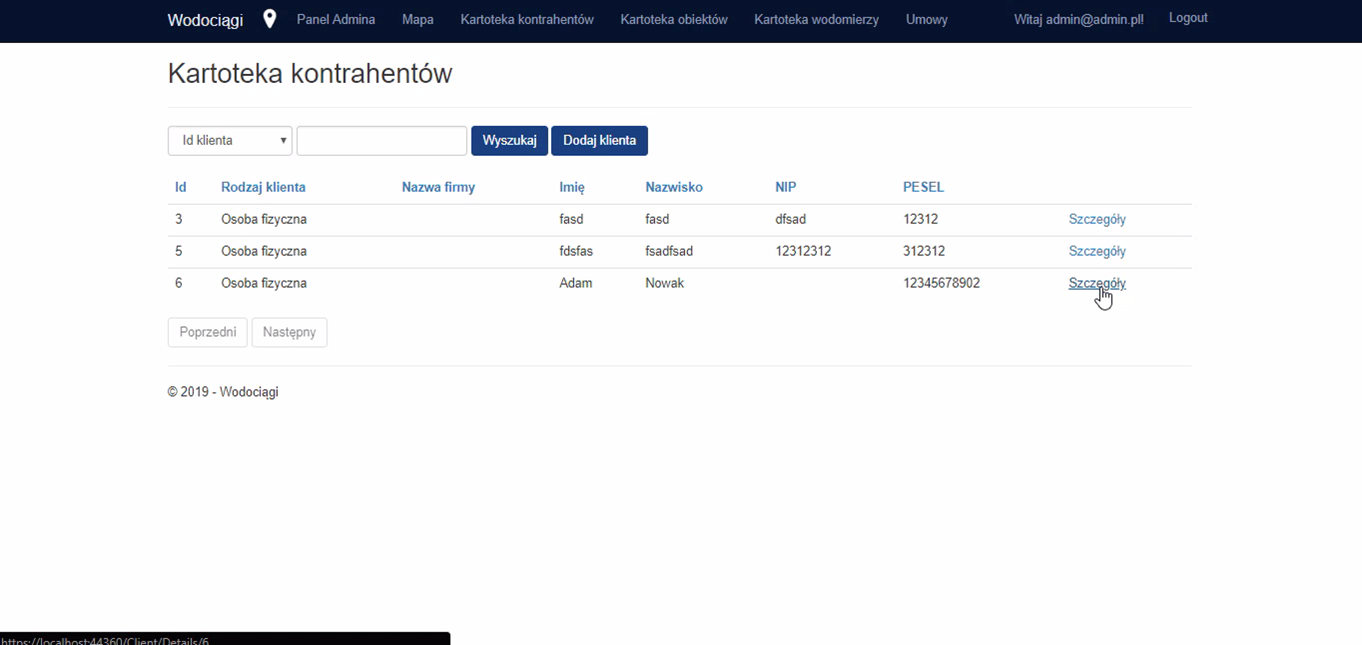 Wodociągi Panel Admina Mapa Kartoteka kontrahentów Kartoteka obiektów Kartoteka wodomierzy Umowy Witaj admin@admin.pll Logout
Kartoteka kontrahentów
Id klienta Wyszukaj Dodaj klienta
Id Rodzaj klienta Nazwa firmy Imię Nazwisko NIP PESEL
3 Osoba fizyczna fasd fasd dfsad 12312 Szczegóły
5 Osoba fizyczna fdsfas fsadfsad 12312312 312312 Szczegóły
6 Osoba fizyczna Adam Nowak 12345678902 Szczegóły
Poprzedni Następny
© 2019 - Wodociągi
https://localhost:44360/Client/Details/6